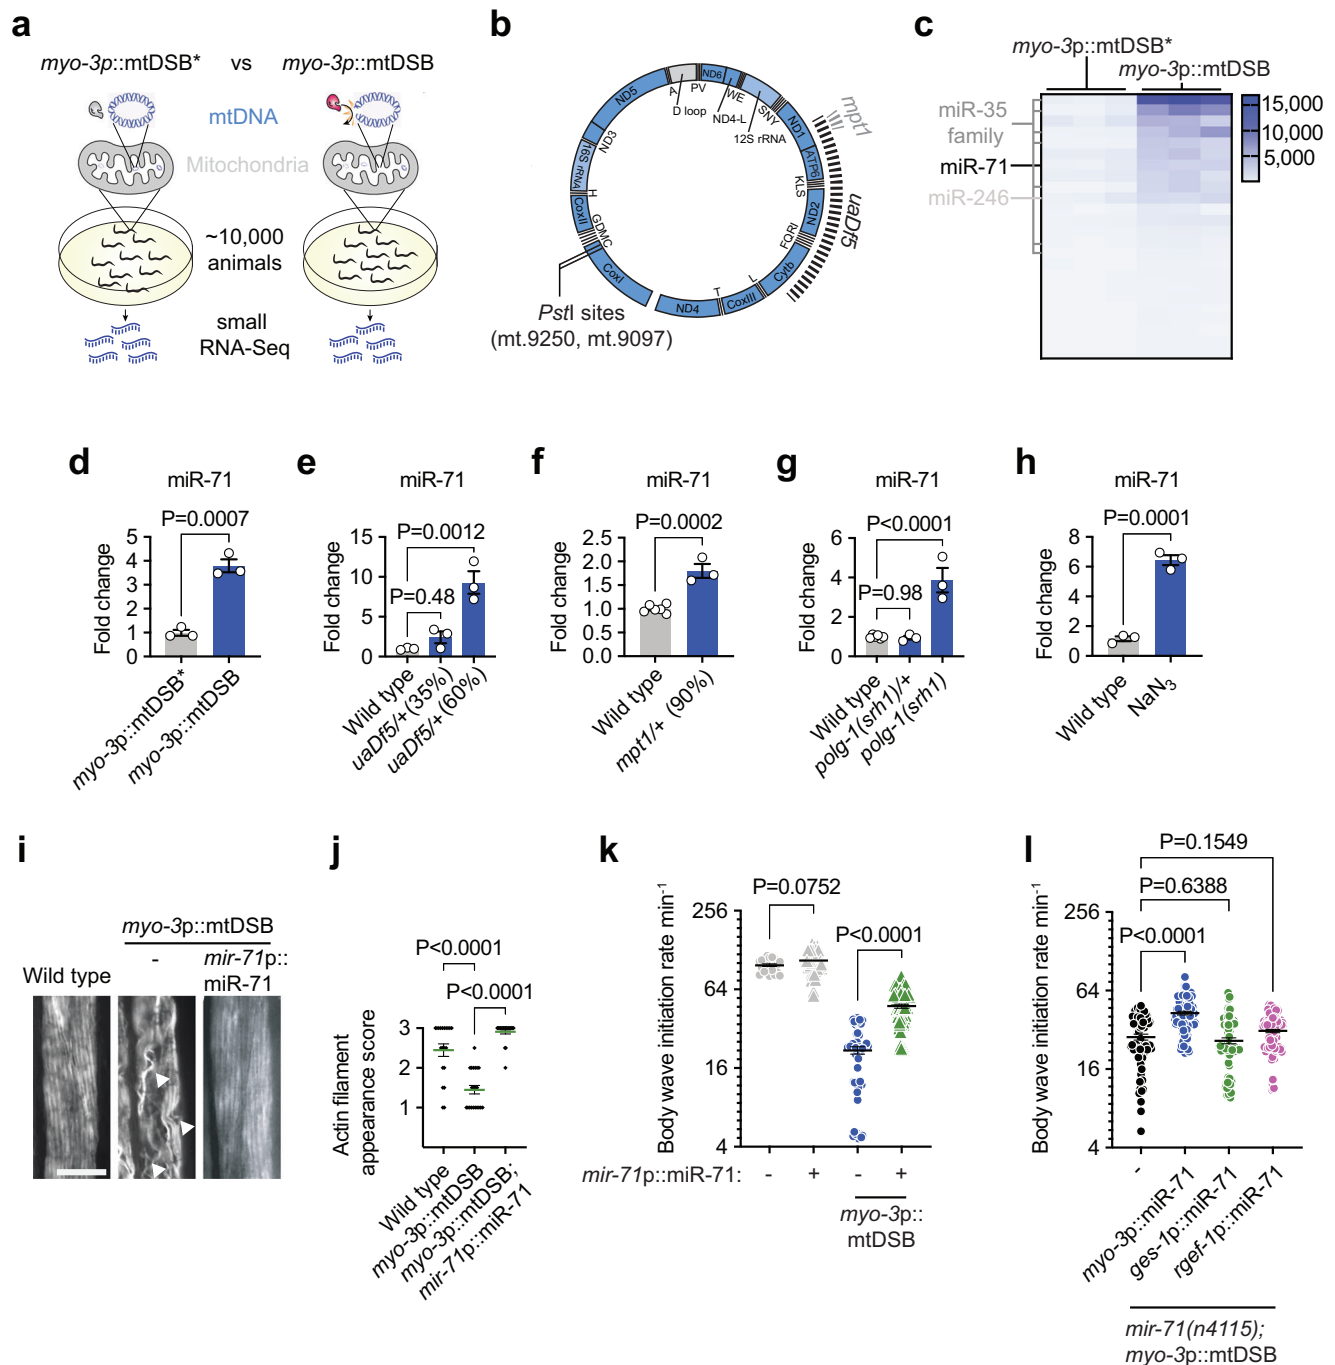 a
myo-3p::mtDSB* vs myo-3p::mtDSB
mtDNA
Mitochondria
~10,000
animals
small
RNA-Seq
b
ND5
A
D loop
PV
ND6
L
WE
ND4-L
SNY
12S rRNA
ND1
ATP6
KLS
ND2
FQRI
Cytb
L
CoxIII
T
ND4
CoxI
GDMC
CoxII
H
16S rRNA
ND3
mpt1
uaDf5
PstI sites
(mt.9250, mt.9097)
c
myo-3p::mtDSB*
myo-3p::mtDSB
miR-35
family
miR-71
miR-246
15,000
10,000
5,000
d
miR-71
P=0.0007
Fold change
5
4
3
2
1
0
myo-3p::mtDSB*
myo-3p::mtDSB
e
miR-71
P=0.0012
P=0.48
Fold change
15
10
5
0
Wild type
uaDf5/+(35%)
uaDf5/+(60%)
f
miR-71
P=0.0002
Fold change
2.5
2.0
1.5
1.0
0.5
0.0
Wild type
mpt1/+ (90%)
g
miR-71
P<0.0001
P=0.98
Fold change
6
4
2
0
Wild type
polg-1(srh1)/+
polg-1(srh1)
h
miR-71
P=0.0001
Fold change
8
6
4
2
0
Wild type
NaN3
i
myo-3p::mtDSB
Wild type
-
mir-71p::
miR-71
j
P<0.0001
P<0.0001
Actin filament
appearance score
3
2
1
Wild type
myo-3p::mtDSB
myo-3p::mtDSB;
mir-71p::miR-71
k
Body wave initiation rate min-1
P=0.0752
P<0.0001
256
64
16
4
mir-71p::miR-71: - + - +
myo-3p::
mtDSB
l
Body wave initiation rate min-1
P=0.1549
P=0.6388
P<0.0001
256
64
16
4
-
myo-3p::miR-71
ges-1p::miR-71
rgef-1p::miR-71
mir-71(n4115);
myo-3p::mtDSB